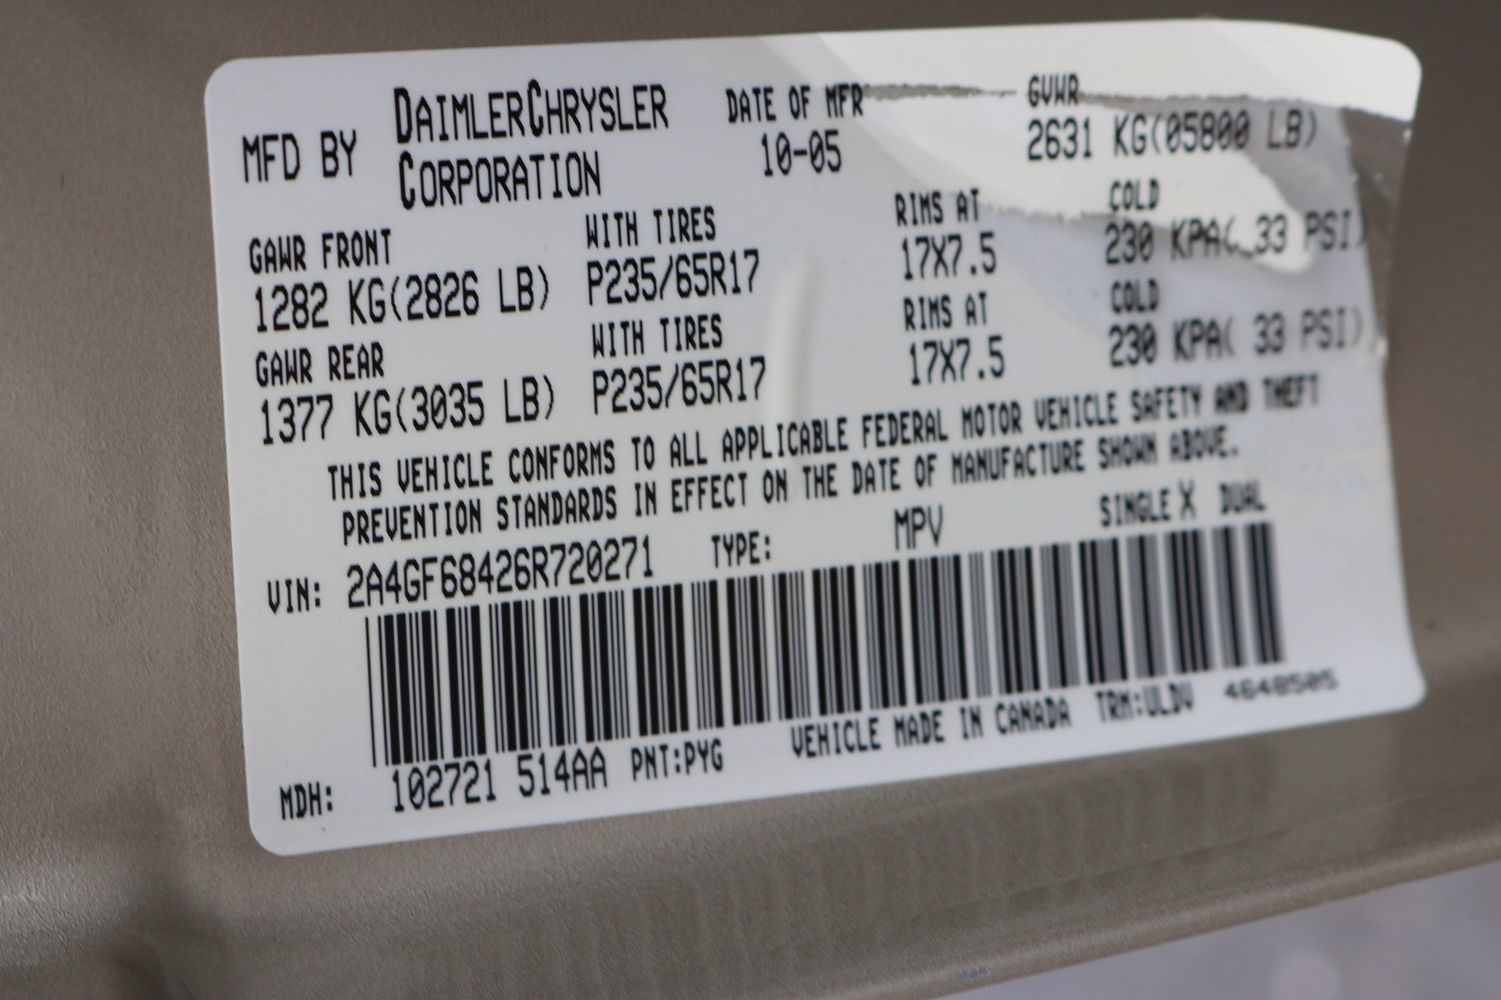 MFD BY DAIMLERCHRYSLER CORPORATION DATE OF MFR 10-05 GVWR 2631 KG(05800 LB)
GAWR FRONT WITH TIRES RIMS AT COLD
1282 KG(2826 LB) P235/65R17 17X7.5 230 KPA( 33 PSI)
GAWR REAR WITH TIRES RIMS AT COLD
1377 KG(3035 LB) P235/65R17 17X7.5 230 KPA( 33 PSI)
THIS VEHICLE CONFORMS TO ALL APPLICABLE FEDERAL MOTOR VEHICLE SAFETY AND THEFT
PREVENTION STANDARDS IN EFFECT ON THE DATE OF MANUFACTURE SHOWN ABOVE.
VIN: 2A4GF68426R720271 TYPE: MPV SINGLE X DUAL
MDH: 102721 514AA PNT:PYG VEHICLE MADE IN CANADA TRM:ULDV 4648505